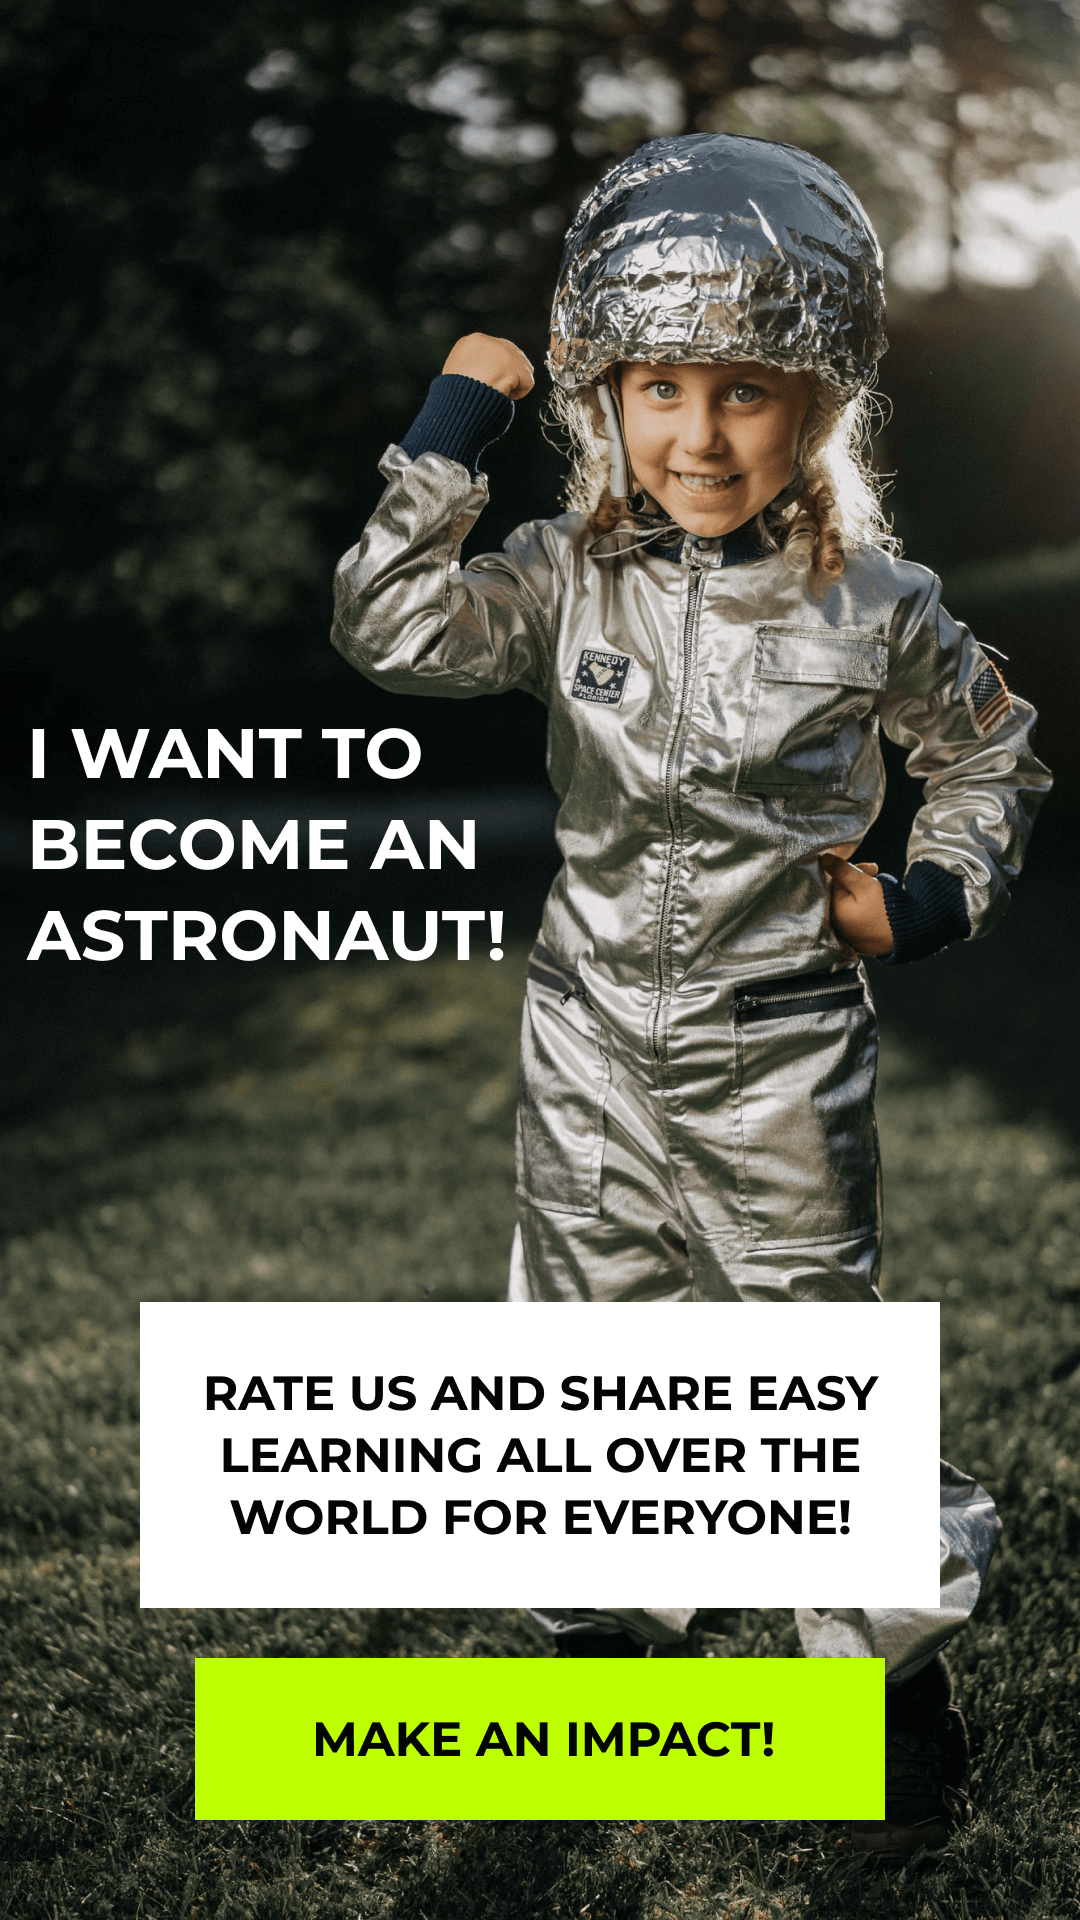 KENNEDY
SPACE CENTER
FLORIDA
I WANT TO
BECOME AN
ASTRONAUT!
RATE US AND SHARE EASY
LEARNING ALL OVER THE
WORLD FOR EVERYONE!
MAKE AN IMPACT!